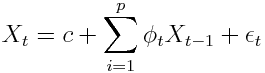 $X_t = c + \sum_{i=1}^{p} \phi_t X_{t-1} + \epsilon_t$